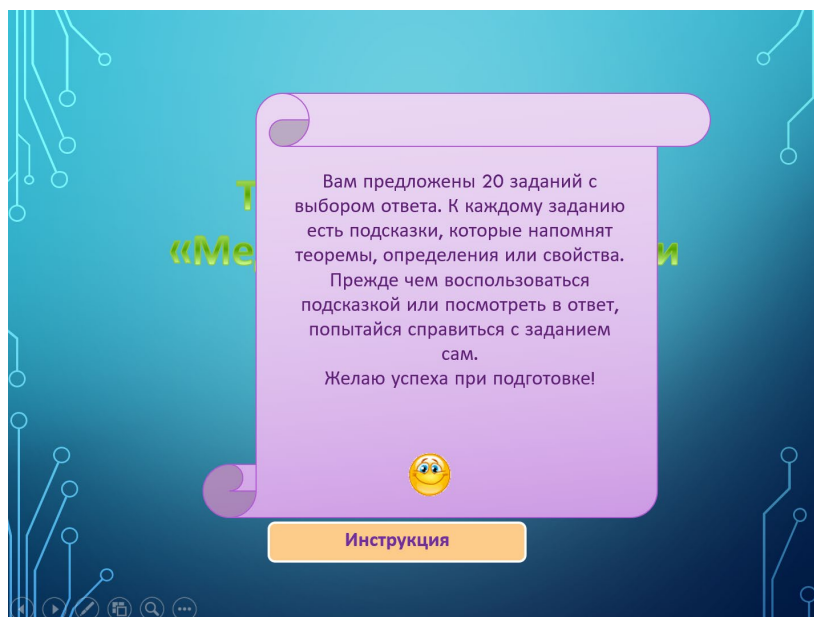 Вам предложены 20 заданий с
выбором ответа. К каждому заданию
есть подсказки, которые напомнят
теоремы, определения или свойства.
Прежде чем воспользоваться
подсказкой или посмотреть в ответ,
попытайся справиться с заданием
сам.
Желаю успеха при подготовке!
Инструкция